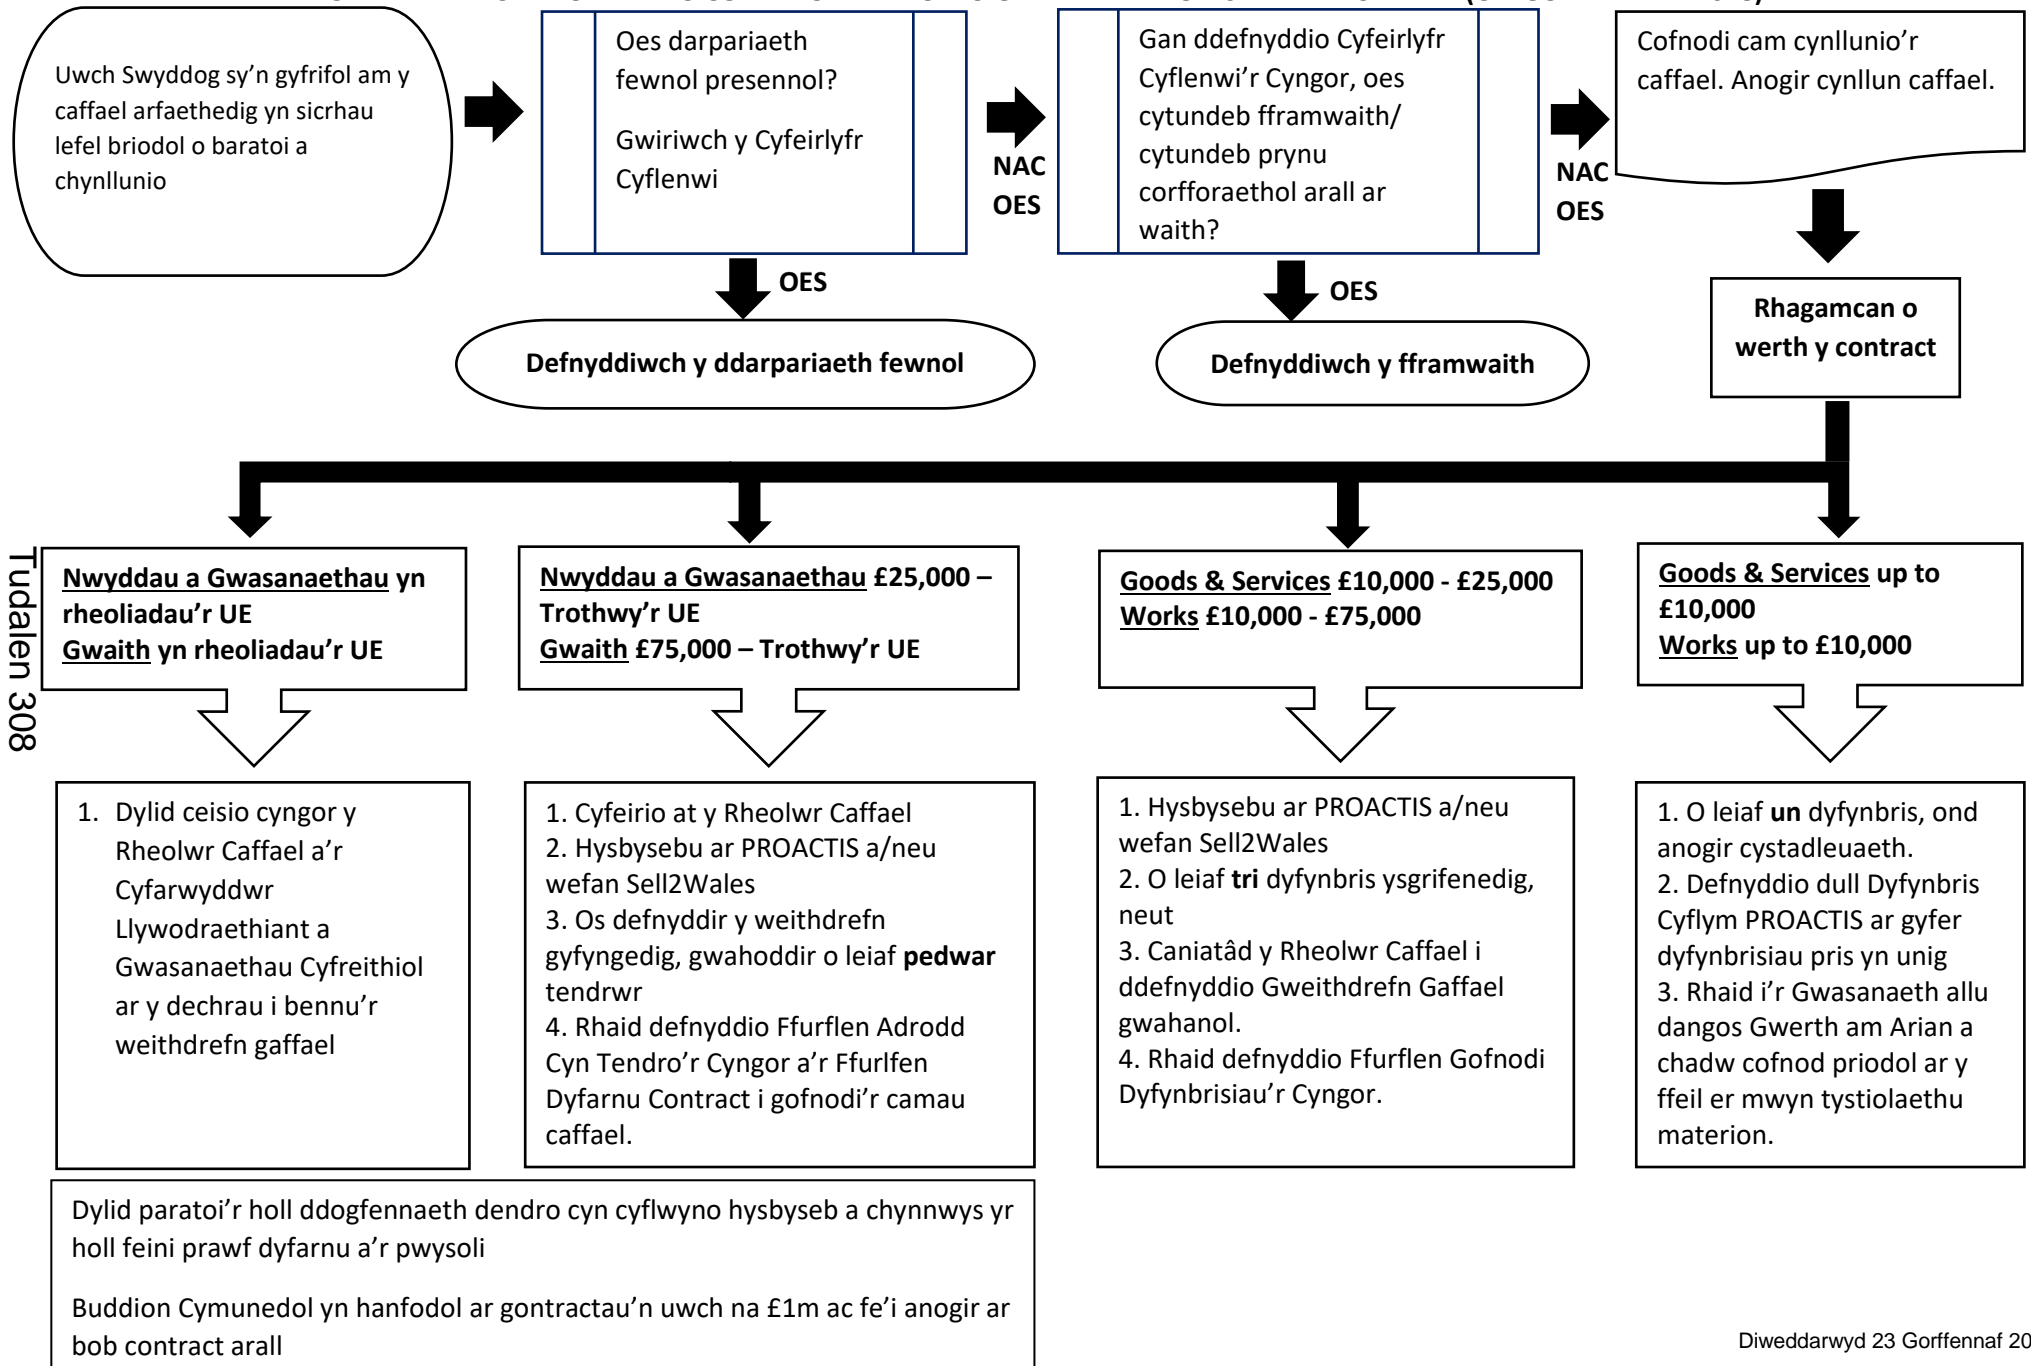 Uwch Swyddog sy'n gyfrifol am y
caffael arfaethedig yn sicrhau
lefel briodol o baratoi a
chynllunio
Oes darpariaeth
fewnol presennol?
Gwiriwch y Cyfeirlyfr
Cyflenwi
NAC
OES
Gan ddefnyddio Cyfeirlyfr
Cyflenwi'r Cyngor, oes
cytundeb fframwaith/
cytundeb prynu
corfforaethol arall ar
waith?
NAC
OES
Cofnodi cam cynllunio'r
caffael. Anogir cynllun caffael.
OES
OES
Defnyddiwch y ddarpariaeth fewnol
Defnyddiwch y fframwaith
Rhagamcan o
werth y contract
Tudalen 308
Nwyddau a Gwasanaethau yn
rheoliadau'r UE
Gwaith yn rheoliadau'r UE
Nwyddau a Gwasanaethau £25,000 –
Trothwy'r UE
Gwaith £75,000 – Trothwy'r UE
Goods & Services £10,000 - £25,000
Works £10,000 - £75,000
Goods & Services up to
£10,000
Works up to £10,000
1. Dylid ceisio cyngor y
Rheolwr Caffael a'r
Cyfarwyddwr
Llywodraethiant a
Gwasanaethau Cyfreithiol
ar y dechrau i bennu'r
weithdrefn gaffael
1. Cyfeirio at y Rheolwr Caffael
2. Hysbysebu ar PROACTIS a/neu
wefan Sell2Wales
3. Os defnyddir y weithdrefn
gyfyngedig, gwahoddir o leiaf pedwar
tendrwr
4. Rhaid defnyddio Ffurflen Adrodd
Cyn Tendro'r Cyngor a'r Ffurlfen
Dyfarnu Contract i gofnodi'r camau
caffael.
1. Hysbysebu ar PROACTIS a/neu
wefan Sell2Wales
2. O leiaf tri dyfynbris ysgrifenedig,
neut
3. Caniatâd y Rheolwr Caffael i
ddefnyddio Gweithdrefn Gaffael
gwahanol.
4. Rhaid defnyddio Ffurflen Gofnodi
Dyfynbrisiau'r Cyngor.
1. O leiaf un dyfynbris, ond
anogir cystadleuaeth.
2. Defnyddio dull Dyfynbris
Cyflym PROACTIS ar gyfer
dyfynbrisiau pris yn unig
3. Rhaid i'r Gwasanaeth allu
dangos Gwerth am Arian a
chadw cofnod priodol ar y
ffeil er mwyn tystiolaethu
materion.
Dylid paratoi'r holl ddogfennaeth dendro cyn cyflwyno hysbyseb a chynnwys yr
holl feini prawf dyfarnu a'r pwysoli
Buddion Cymunedol yn hanfodol ar gontractau'n uwch na £1m ac fe'i anogir ar
bob contract arall
Diweddarwyd 23 Gorffennaf 20